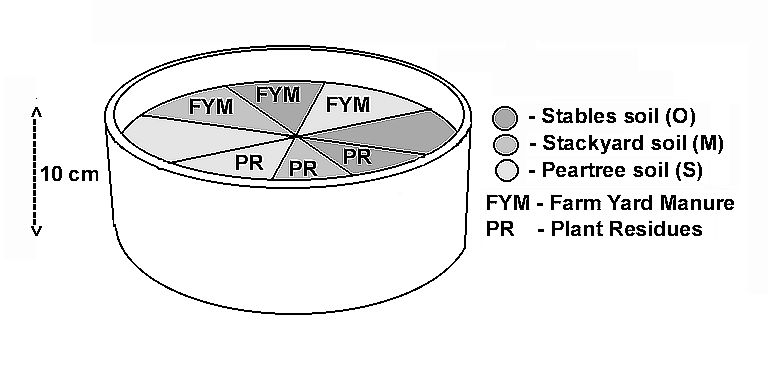 FYM
FYM
FYM
PR
PR
PR
10 cm
- Stables soil (O)
- Stackyard soil (M)
- Peartree soil (S)
FYM - Farm Yard Manure
PR - Plant Residues